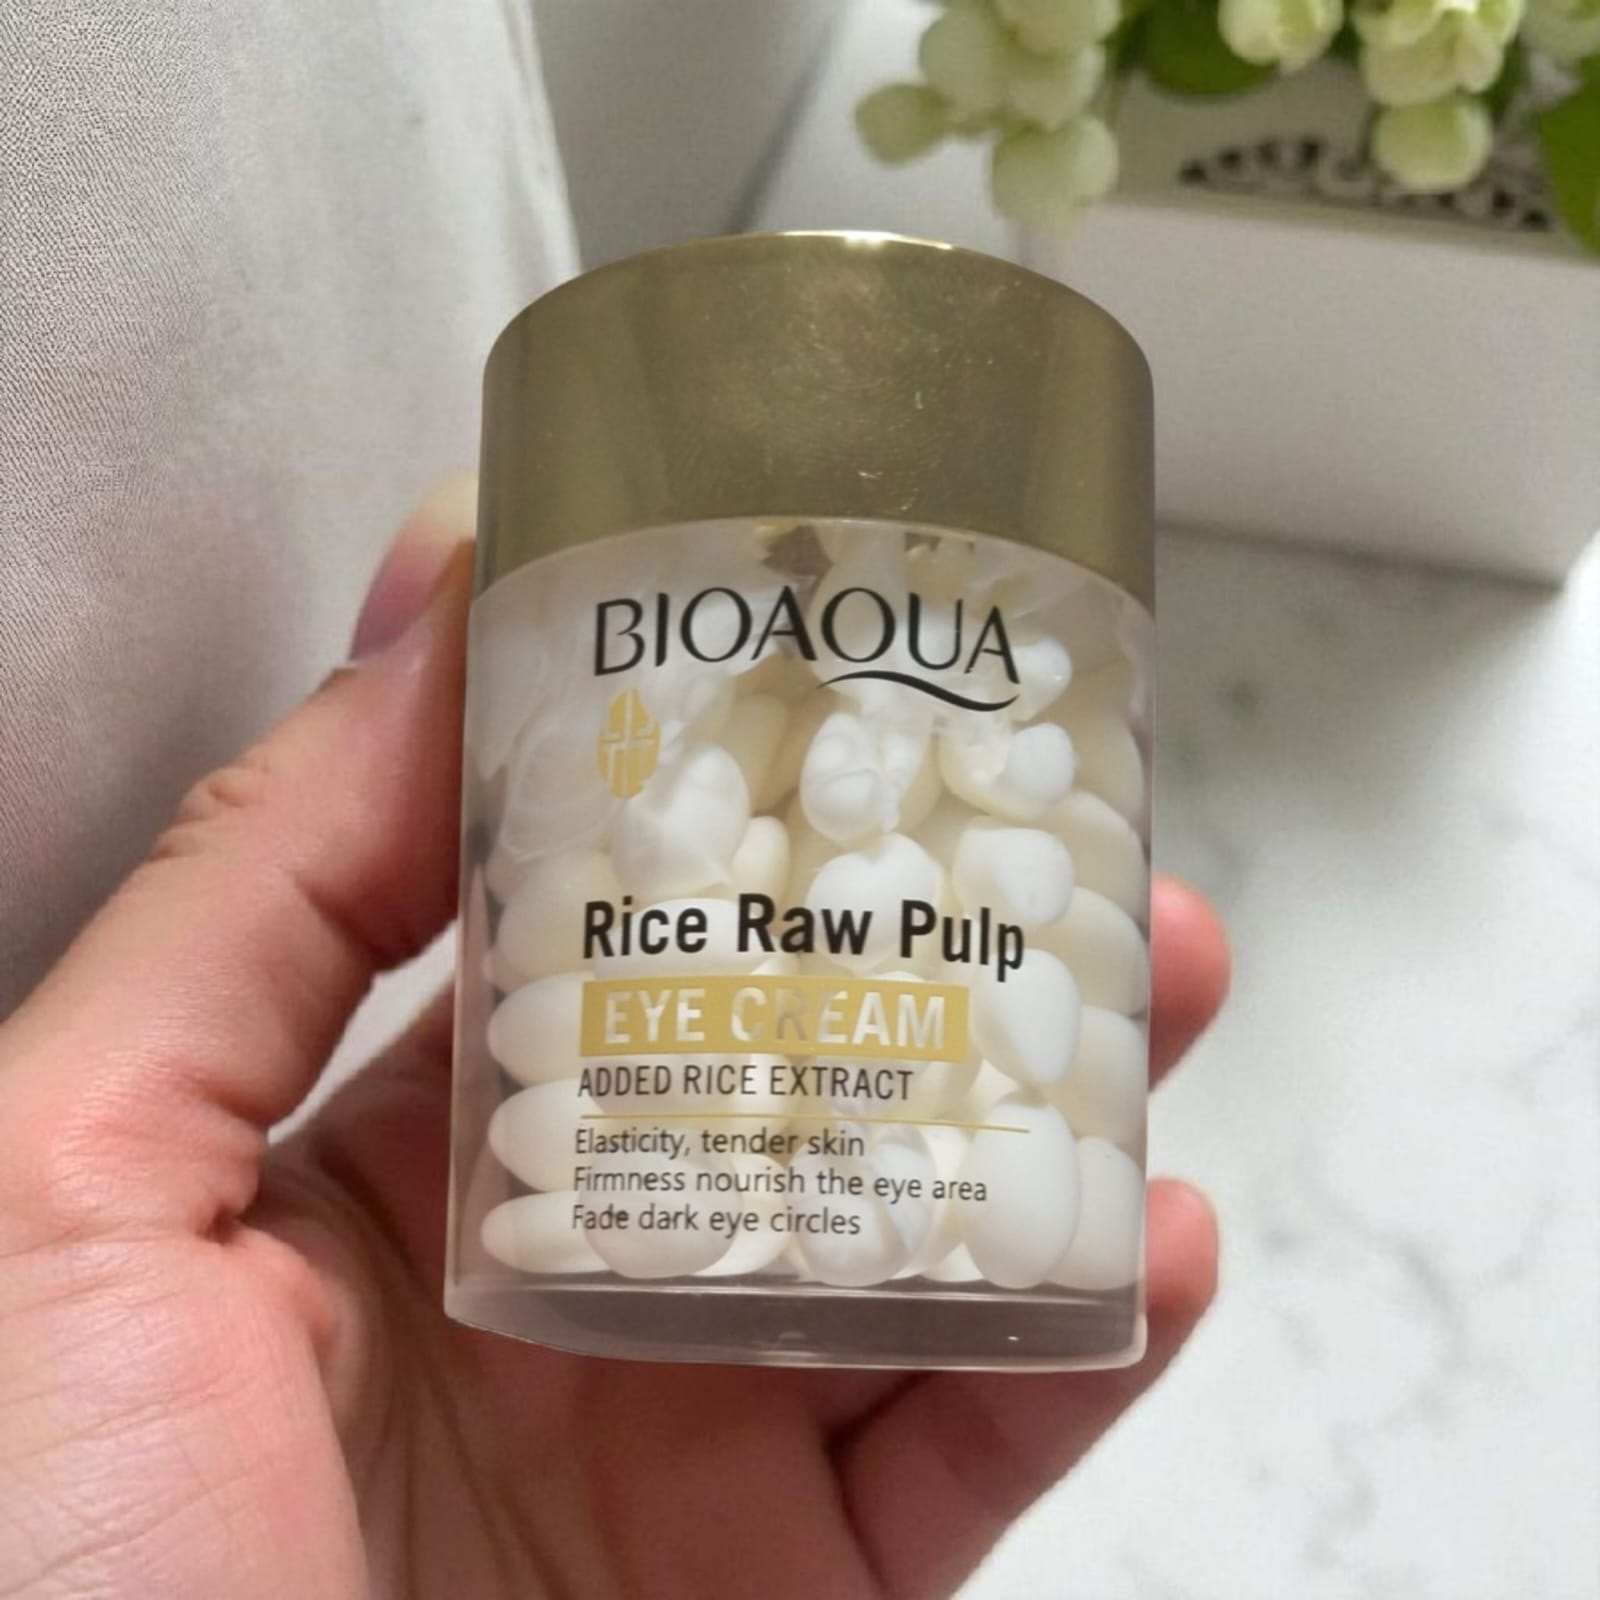 BIOAQUA
Rice Raw Pulp
EYE CREAM
ADDED RICE EXTRACT
Elasticity, tender skin
Firmness nourish the eye area
Fade dark eye circles